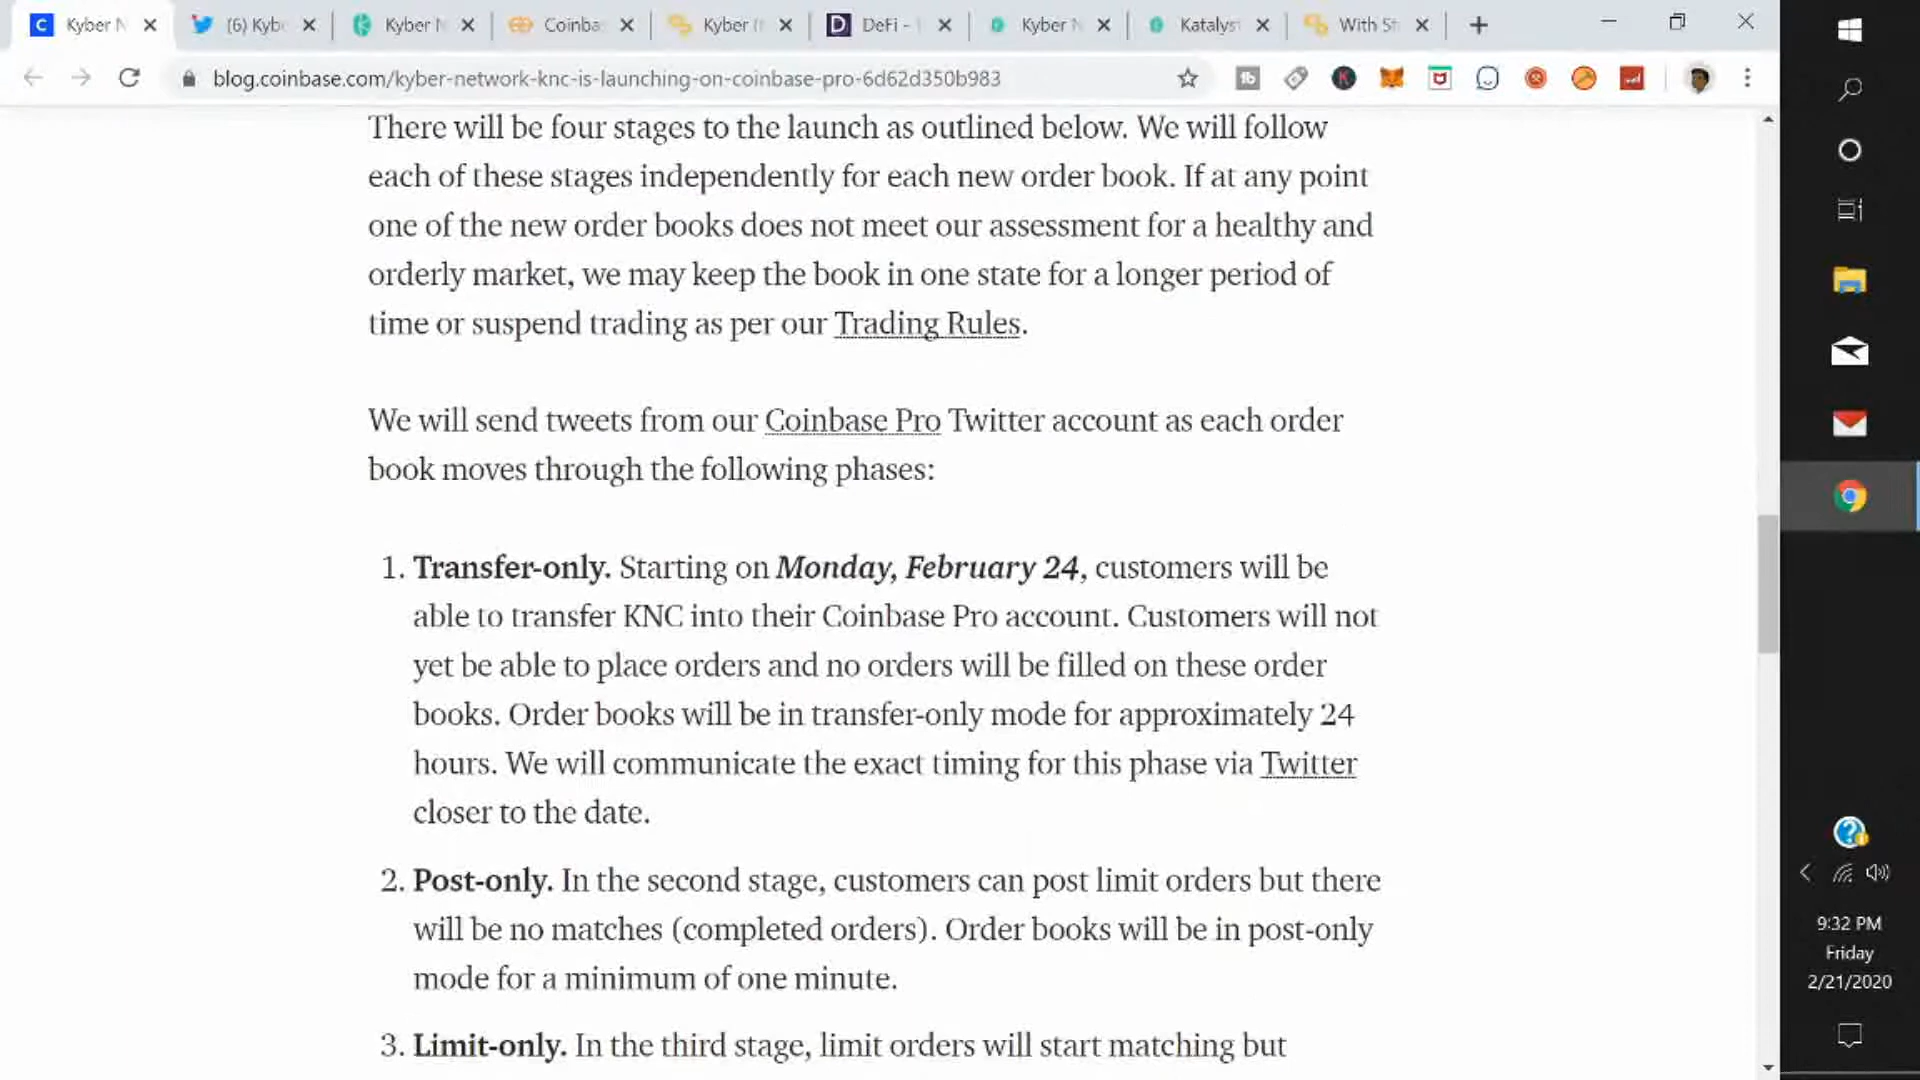 Kyber N
(6) Kyb
Kyber N
Coinba
Kyber (
DeFi -
Kyber N
Katalys
With St
blog.coinbase.com/kyber-network-knc-is-launching-on-coinbase-pro-6d62d350b983
There will be four stages to the launch as outlined below. We will follow
each of these stages independently for each new order book. If at any point
one of the new order books does not meet our assessment for a healthy and
orderly market, we may keep the book in one state for a longer period of
time or suspend trading as per our Trading Rules.
We will send tweets from our Coinbase Pro Twitter account as each order
book moves through the following phases:
1. Transfer-only. Starting on Monday, February 24, customers will be
able to transfer KNC into their Coinbase Pro account. Customers will not
yet be able to place orders and no orders will be filled on these order
books. Order books will be in transfer-only mode for approximately 24
hours. We will communicate the exact timing for this phase via Twitter
closer to the date.
2. Post-only. In the second stage, customers can post limit orders but there
will be no matches (completed orders). Order books will be in post-only
mode for a minimum of one minute.
3. Limit-only. In the third stage, limit orders will start matching but
9:32 PM
Friday
2/21/2020